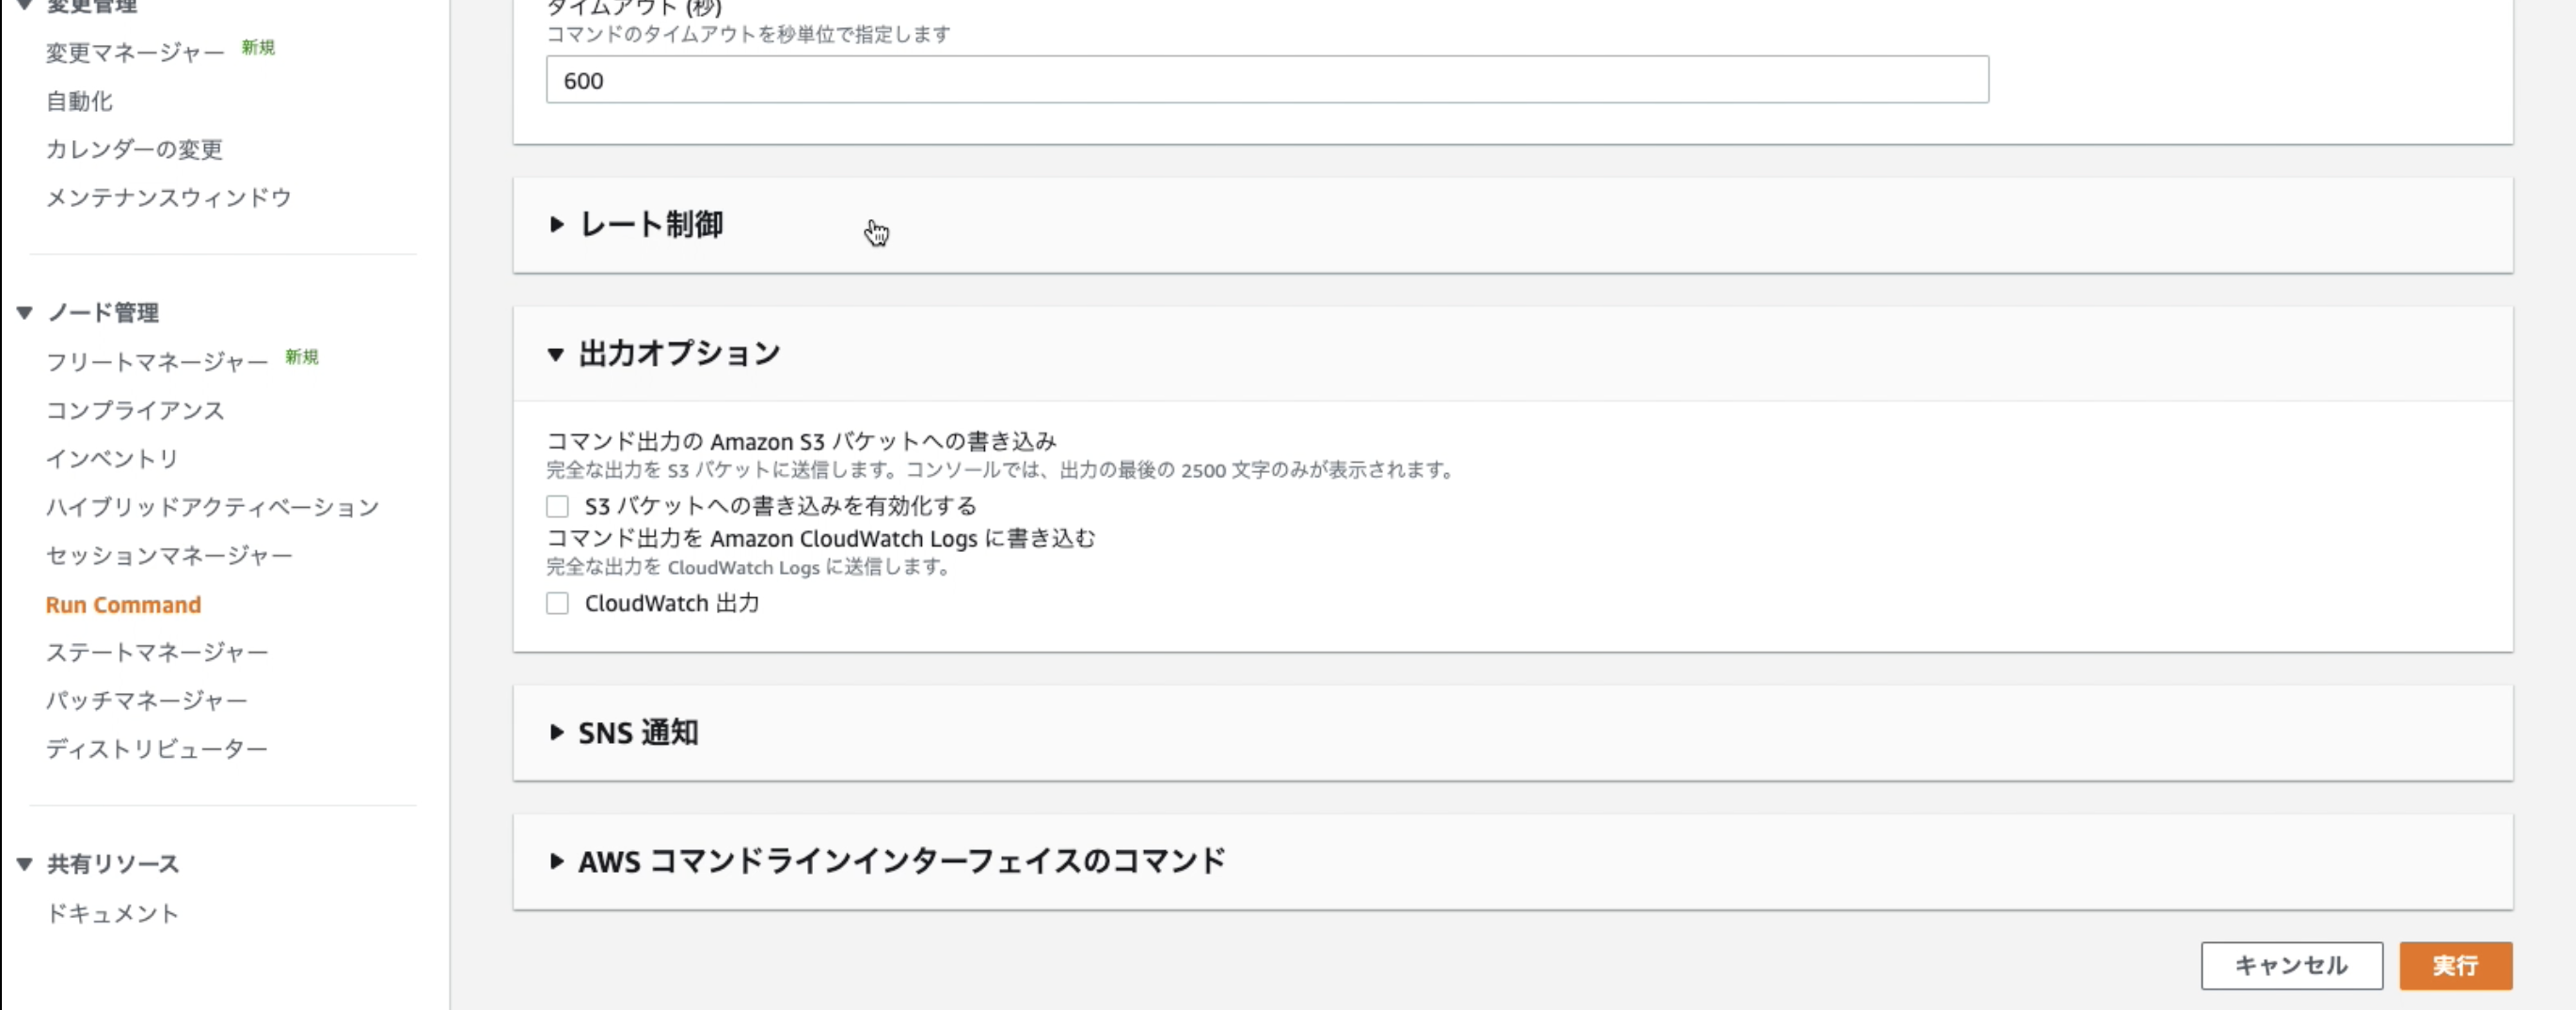 変更管理
変更マネージャー 新規
自動化
カレンダーの変更
メンテナンスウィンドウ
ノード管理
フリートマネージャー 新規
コンプライアンス
インベントリ
ハイブリッドアクティベーション
セッションマネージャー
Run Command
ステートマネージャー
パッチマネージャー
ディストリビューター
共有リソース
ドキュメント
タイムアウト (秒)
コマンドのタイムアウトを秒単位で指定します
600
レート制御
出力オプション
コマンド出力の Amazon S3 バケットへの書き込み
完全な出力を S3 バケットに送信します。コンソールでは、出力の最後の 2500 文字のみが表示されます。
S3 バケットへの書き込みを有効化する
コマンド出力を Amazon CloudWatch Logs に書き込む
完全な出力を CloudWatch Logs に送信します。
CloudWatch 出力
SNS 通知
AWS コマンドラインインターフェイスのコマンド
キャンセル
実行